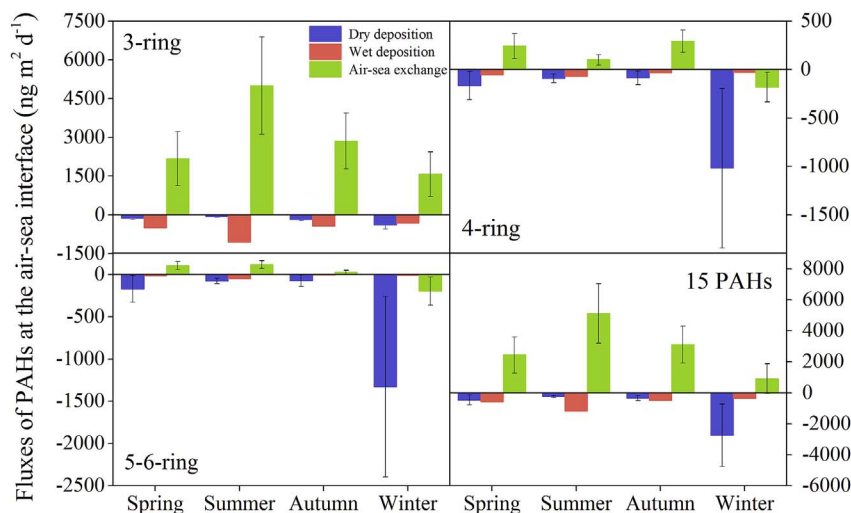 Fluxes of PAHs at the air-sea interface (ng m² d⁻¹)
7500
6000
4500
3000
1500
0
-1500
3-ring
Dry deposition
Wet deposition
Air-sea exchange
500
0
-500
-1000
-1500
4-ring
0
-500
-1000
-1500
-2000
-2500
5-6-ring
15 PAHs
8000
6000
4000
2000
0
-2000
-4000
-6000
Spring Summer Autumn Winter
Spring Summer Autumn Winter